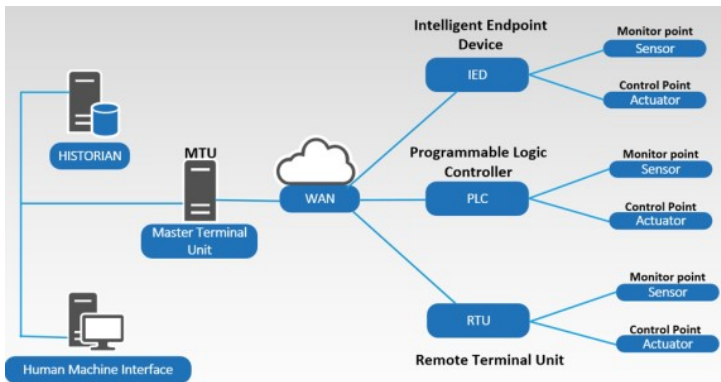 Intelligent Endpoint
Device
IED
Monitor point
Sensor
Control Point
Actuator
HISTORIAN
MTU
Master Terminal
Unit
WAN
Programmable Logic
Controller
PLC
Monitor point
Sensor
Control Point
Actuator
Human Machine Interface
RTU
Remote Terminal Unit
Monitor point
Sensor
Control Point
Actuator